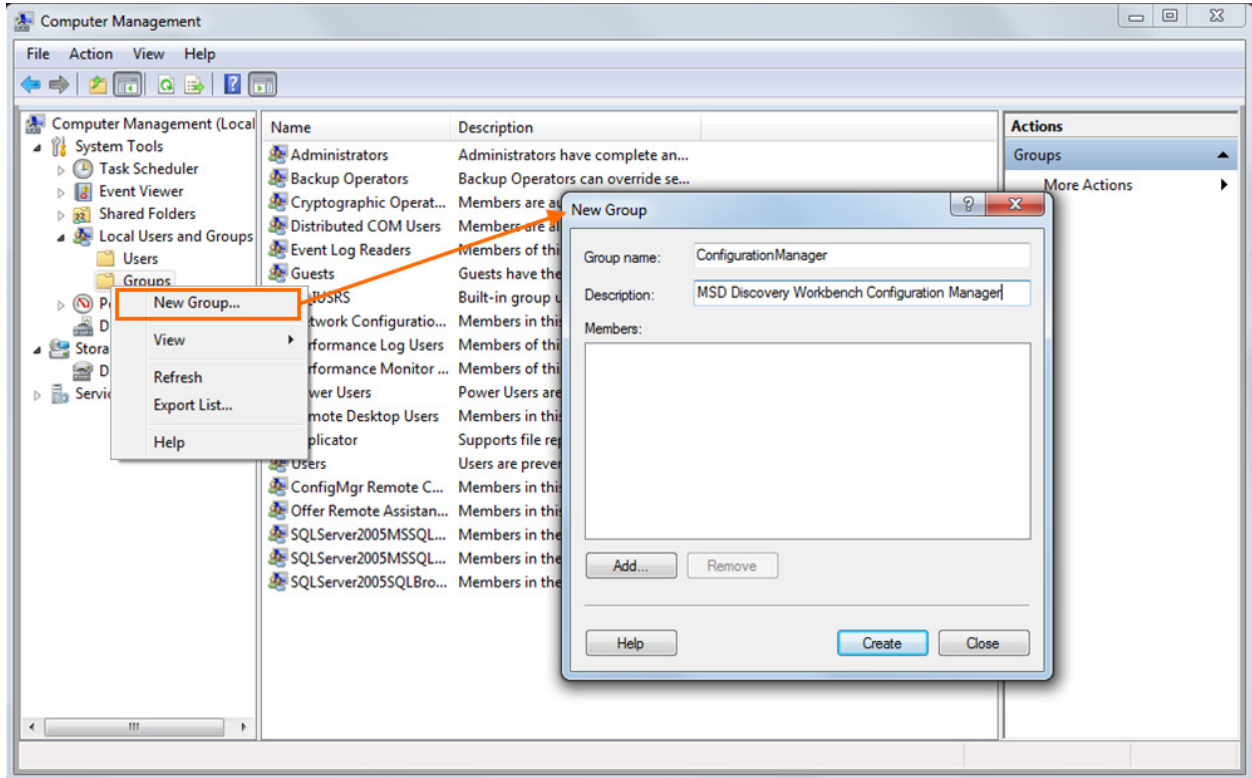 Computer Management
File Action View Help
Computer Management (Local
System Tools
Task Scheduler
Event Viewer
Shared Folders
Local Users and Groups
Users
Groups
P
D
Stora
D
Servic
New Group...
View
Refresh
Export List...
Help
Name Description
Administrators Administrators have complete an...
Backup Operators Backup Operators can override se...
Cryptographic Operat... Members are au
Distributed COM Users Members are al
Event Log Readers Members of thi
Guests Guests have the
IUSRS Built-in group u
twork Configuratio... Members in this
rformance Log Users Members of thi
rformance Monitor ... Members of thi
wer Users Power Users are
mote Desktop Users Members in this
plicator Supports file rep
Users Users are prever
ConfigMgr Remote C... Members in this
Offer Remote Assistan... Members in this
SQLServer2005MSSQL... Members in the
SQLServer2005MSSQL... Members in the
SQLServer2005SQLBro... Members in the
New Group
Group name: ConfigurationManager
Description: MSD Discovery Workbench Configuration Manager
Members:
Add... Remove
Help Create Close
Actions
Groups
More Actions